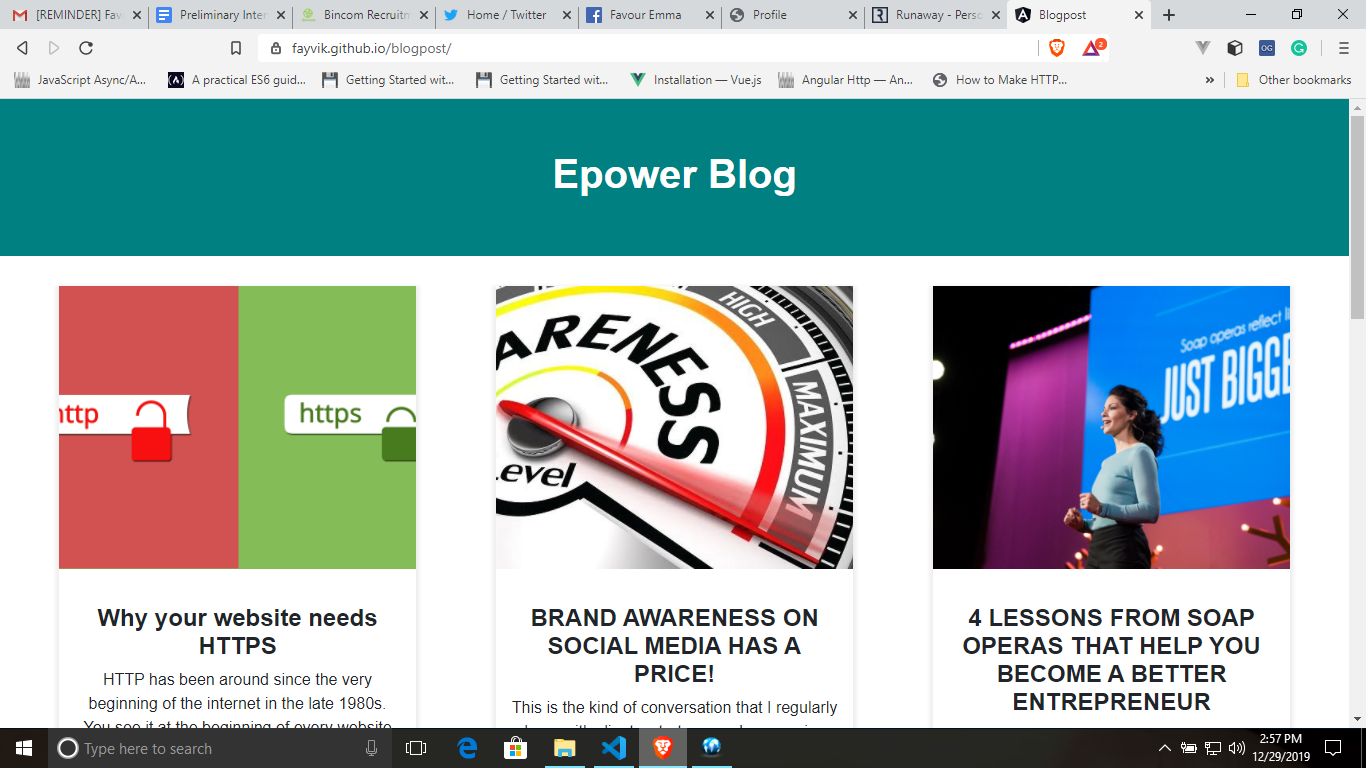 [REMINDER] Fav
Preliminary Inter
Bincom Recruitm
Home / Twitter
Favour Emma
Profile
Runaway - Perso
Blogpost
fayvik.github.io/blogpost/
2
OG
JavaScript Async/A...
A practical ES6 guid...
Getting Started wit...
Getting Started wit...
Installation — Vue.js
Angular Http — An...
How to Make HTTP...
»
Other bookmarks
Epower Blog
http
https
ARENESS
Level
HIGH
MAXIMUM
Soap operas reflect li
JUST BIGGE
Why your website needs
HTTPS
HTTP has been around since the very
beginning of the internet in the late 1980s.
You see it at the beginning of every website
BRAND AWARENESS ON
SOCIAL MEDIA HAS A
PRICE!
This is the kind of conversation that I regularly
4 LESSONS FROM SOAP
OPERAS THAT HELP YOU
BECOME A BETTER
ENTREPRENEUR
Type here to search
2:57 PM
12/29/2019